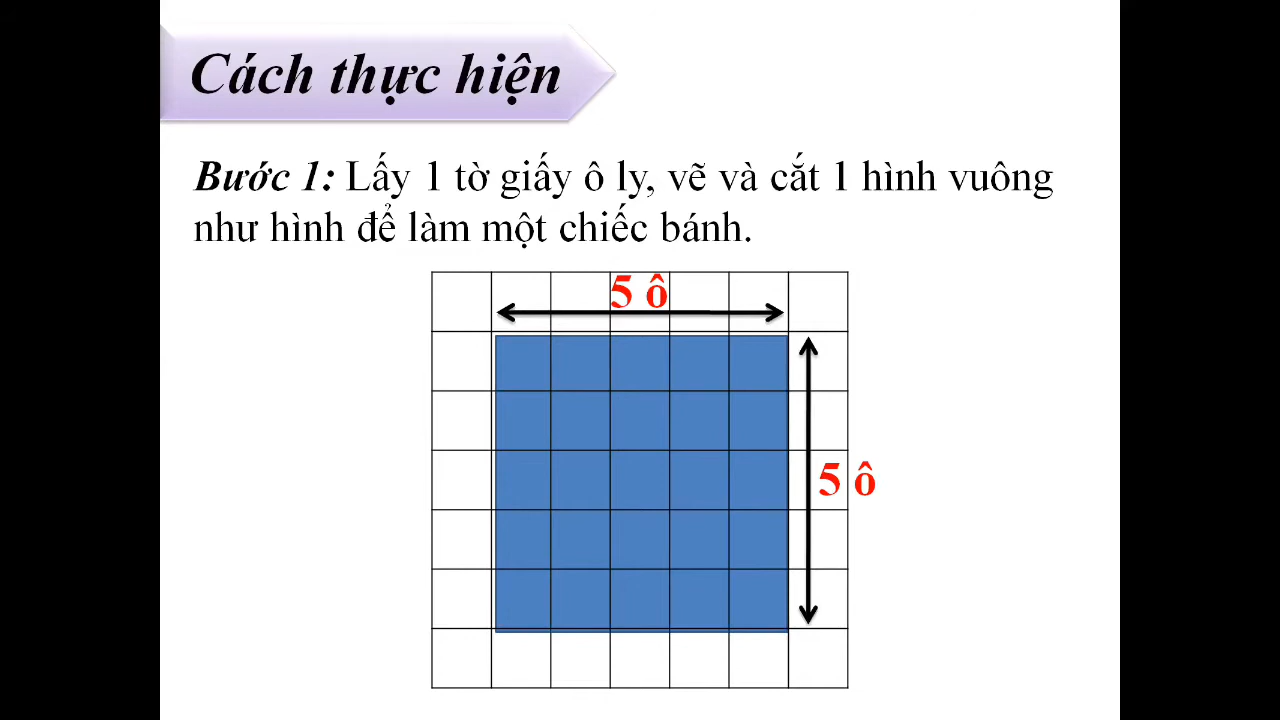 Cách thực hiện
Bước 1: Lấy 1 tờ giấy ô ly, vẽ và cắt 1 hình vuông
như hình để làm một chiếc bánh.
5 ô
5 ô